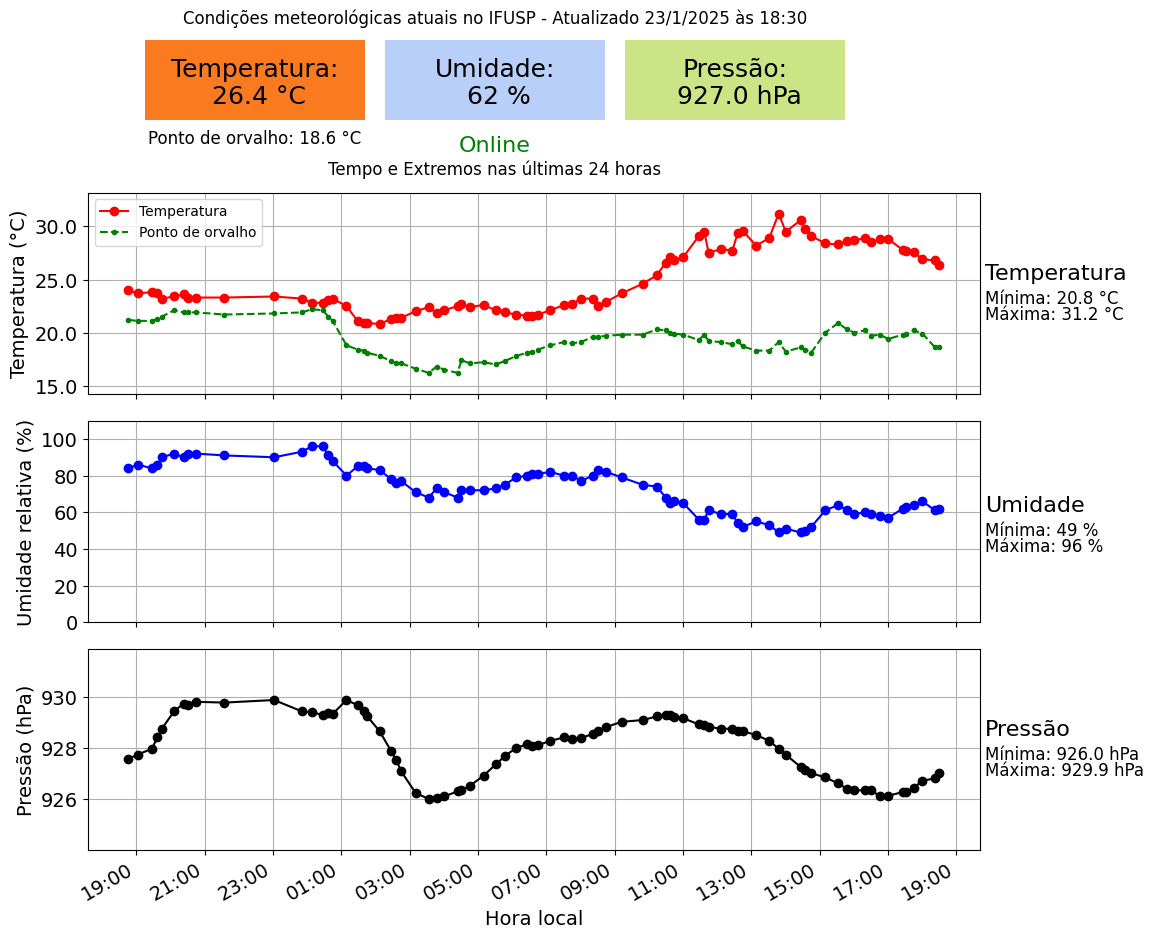 Condições meteorológicas atuais no IFUSP - Atualizado 23/1/2025 às 18:30
Temperatura:
26.4 °C
Umidade:
62 %
Pressão:
927.0 hPa
Ponto de orvalho: 18.6 °C
Online
Tempo e Extremos nas últimas 24 horas
Temperatura (°C)
30.0
25.0
20.0
15.0
Temperatura
Ponto de orvalho
Temperatura
Mínima: 20.8 °C
Máxima: 31.2 °C
Umidade relativa (%)
100
80
60
40
20
0
Umidade
Mínima: 49 %
Máxima: 96 %
Pressão (hPa)
930
928
926
Pressão
Mínima: 926.0 hPa
Máxima: 929.9 hPa
19:00 21:00 23:00 01:00 03:00 05:00 07:00 09:00 11:00 13:00 15:00 17:00 19:00
Hora local